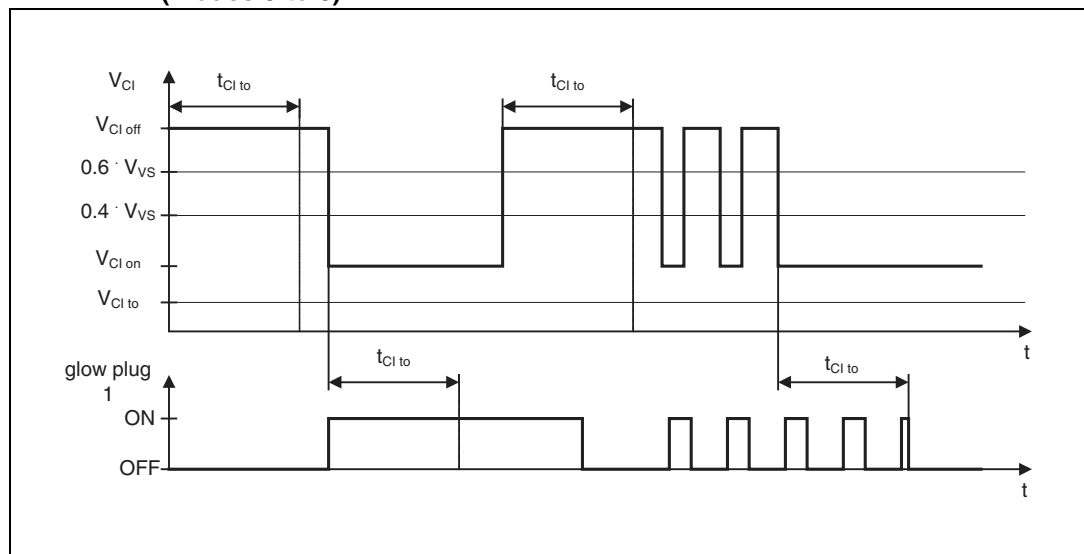 V_CI
t_CI to
t_CI to
V_CI off
0.6 · V_VS
0.4 · V_VS
V_CI on
V_CI to
t
glow plug
1
t_CI to
t_CI to
ON
OFF
t